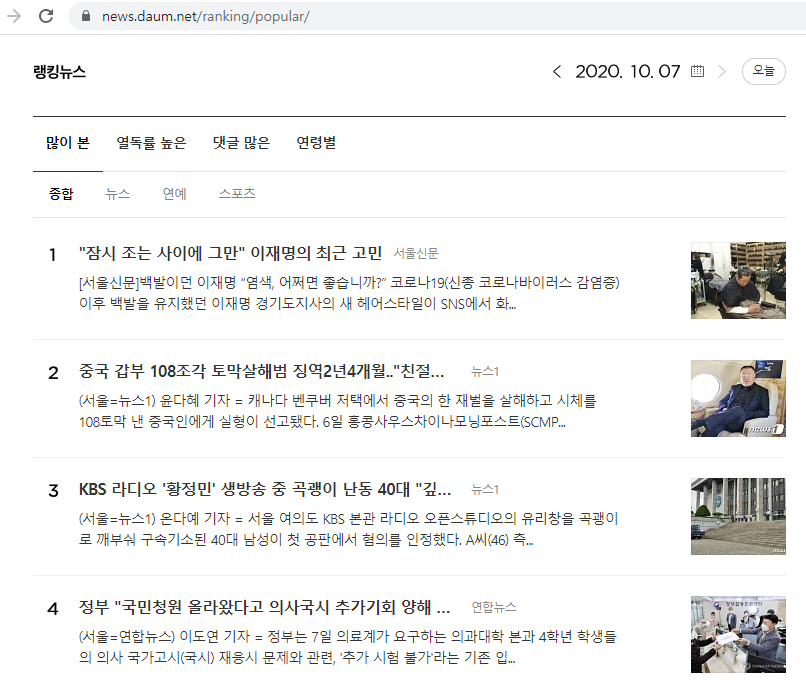 news.daum.net/ranking/popular/
랭킹뉴스
2020. 10. 07
오늘
많이 본 열독률 높은 댓글 많은 연령별
종합 뉴스 연예 스포츠
1 "잠시 조는 사이에 그만" 이재명의 최근 고민 서울신문
[서울신문]백발이던 이재명 “염색, 어쩌면 좋습니까?” 코로나19(신종 코로나바이러스 감염증)
이후 백발을 유지했던 이재명 경기도지사의 새 헤어스타일이 SNS에서 화...
2 중국 갑부 108조각 토막살해범 징역2년4개월.."친절... 뉴스1
(서울=뉴스1) 윤다혜 기자 = 캐나다 벤쿠버 저택에서 중국의 한 재벌을 살해하고 시체를
108토막 낸 중국인에게 실형이 선고됐다. 6일 홍콩사우스차이나모닝포스트(SCMP...
news1
3 KBS 라디오 '황정민' 생방송 중 곡괭이 난동 40대 "깊... 뉴스1
(서울=뉴스1) 온다예 기자 = 서울 여의도 KBS 본관 라디오 오픈스튜디오의 유리창을 곡괭이
로 깨부숴 구속기소된 40대 남성이 첫 공판에서 혐의를 인정했다. A씨(46) 측...
4 정부 "국민청원 올라왔다고 의사국시 추가기회 양해 ... 연합뉴스
(서울=연합뉴스) 이도연 기자 = 정부는 7일 의료계가 요구하는 의과대학 본과 4학년 학생들
의 의사 국가고시(국시) 재응시 문제와 관련, '추가 시험 불가'라는 기존 입...